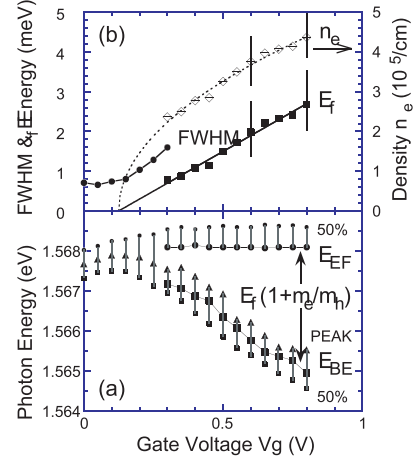 (b)
n_e
E_f
FWHM
FWHM & E_f Energy (meV)
5
4
3
2
1
0
Density n_e (10^5/cm)
5
4
3
2
1
0
50%
E_EF
E_f (1+m_e/m_h)
PEAK
E_BE
50%
(a)
Photon Energy (eV)
1.568
1.567
1.566
1.565
1.564
0
0.5
1
Gate Voltage Vg (V)